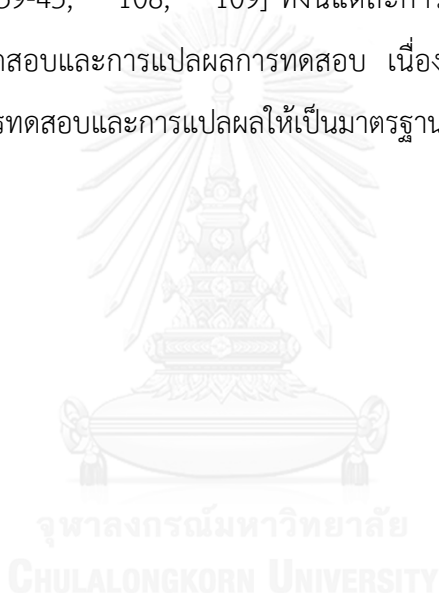 108, 109] ทั้งนี้แต่ละการ
ทดสอบและการแปลผลการทดสอบ เนื่อง
ทดสอบและการแปลผลให้เป็นมาตรฐาน
จุฬาลงกรณ์มหาวิทยาลัย
CHULALONGKORN UNIVERSITY